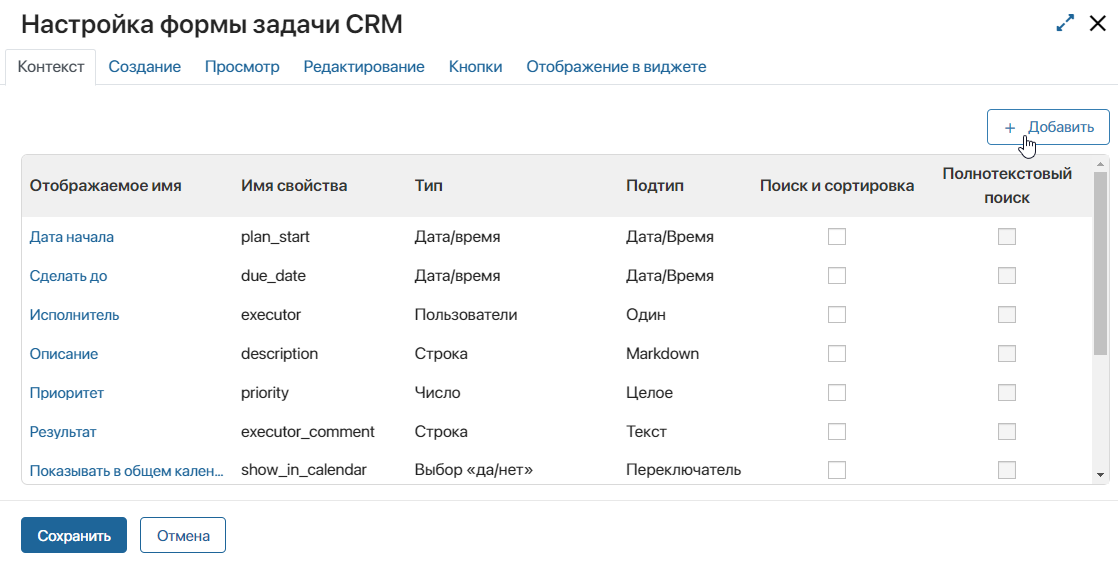 Настройка формы задачи CRM
Контекст Создание Просмотр Редактирование Кнопки Отображение в виджете
+ Добавить
Отображаемое имя Имя свойства Тип Подтип Поиск и сортировка Полнотекстовый
поиск
Дата начала plan_start Дата/время Дата/Время
Сделать до due_date Дата/время Дата/Время
Исполнитель executor Пользователи Один
Описание description Строка Markdown
Приоритет priority Число Целое
Результат executor_comment Строка Текст
Показывать в общем кален... show_in_calendar Выбор «да/нет» Переключатель
Сохранить Отмена